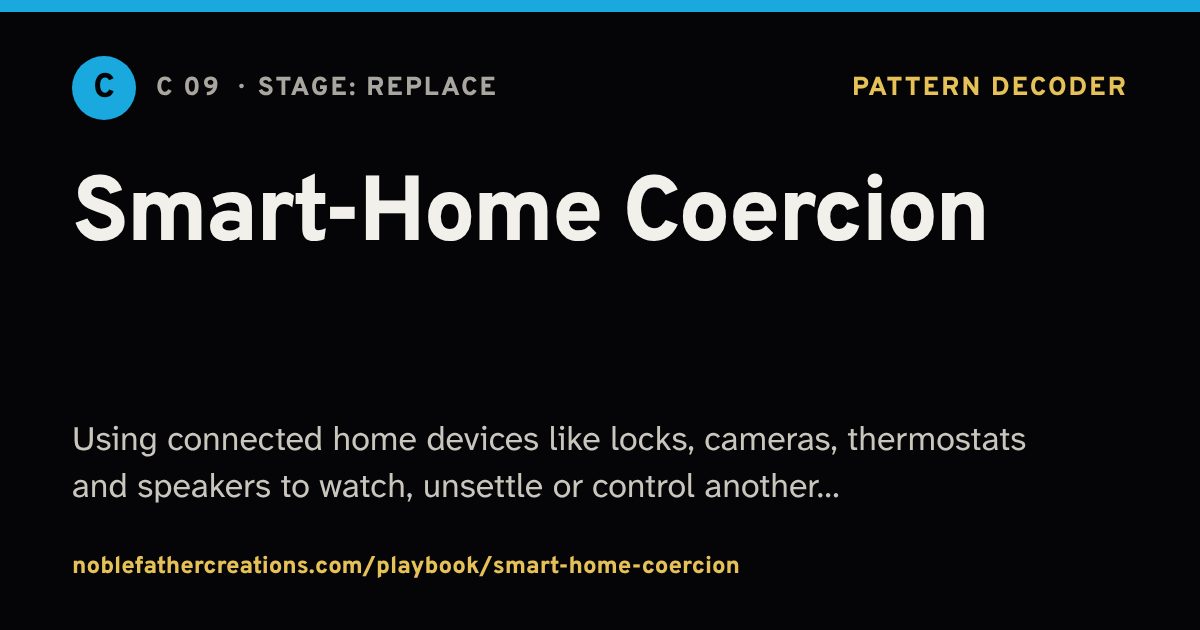 C C 09 · STAGE: REPLACE PATTERN DECODER
Smart-Home Coercion
Using connected home devices like locks, cameras, thermostats
and speakers to watch, unsettle or control another...
noblefathercreations.com/playbook/smart-home-coercion